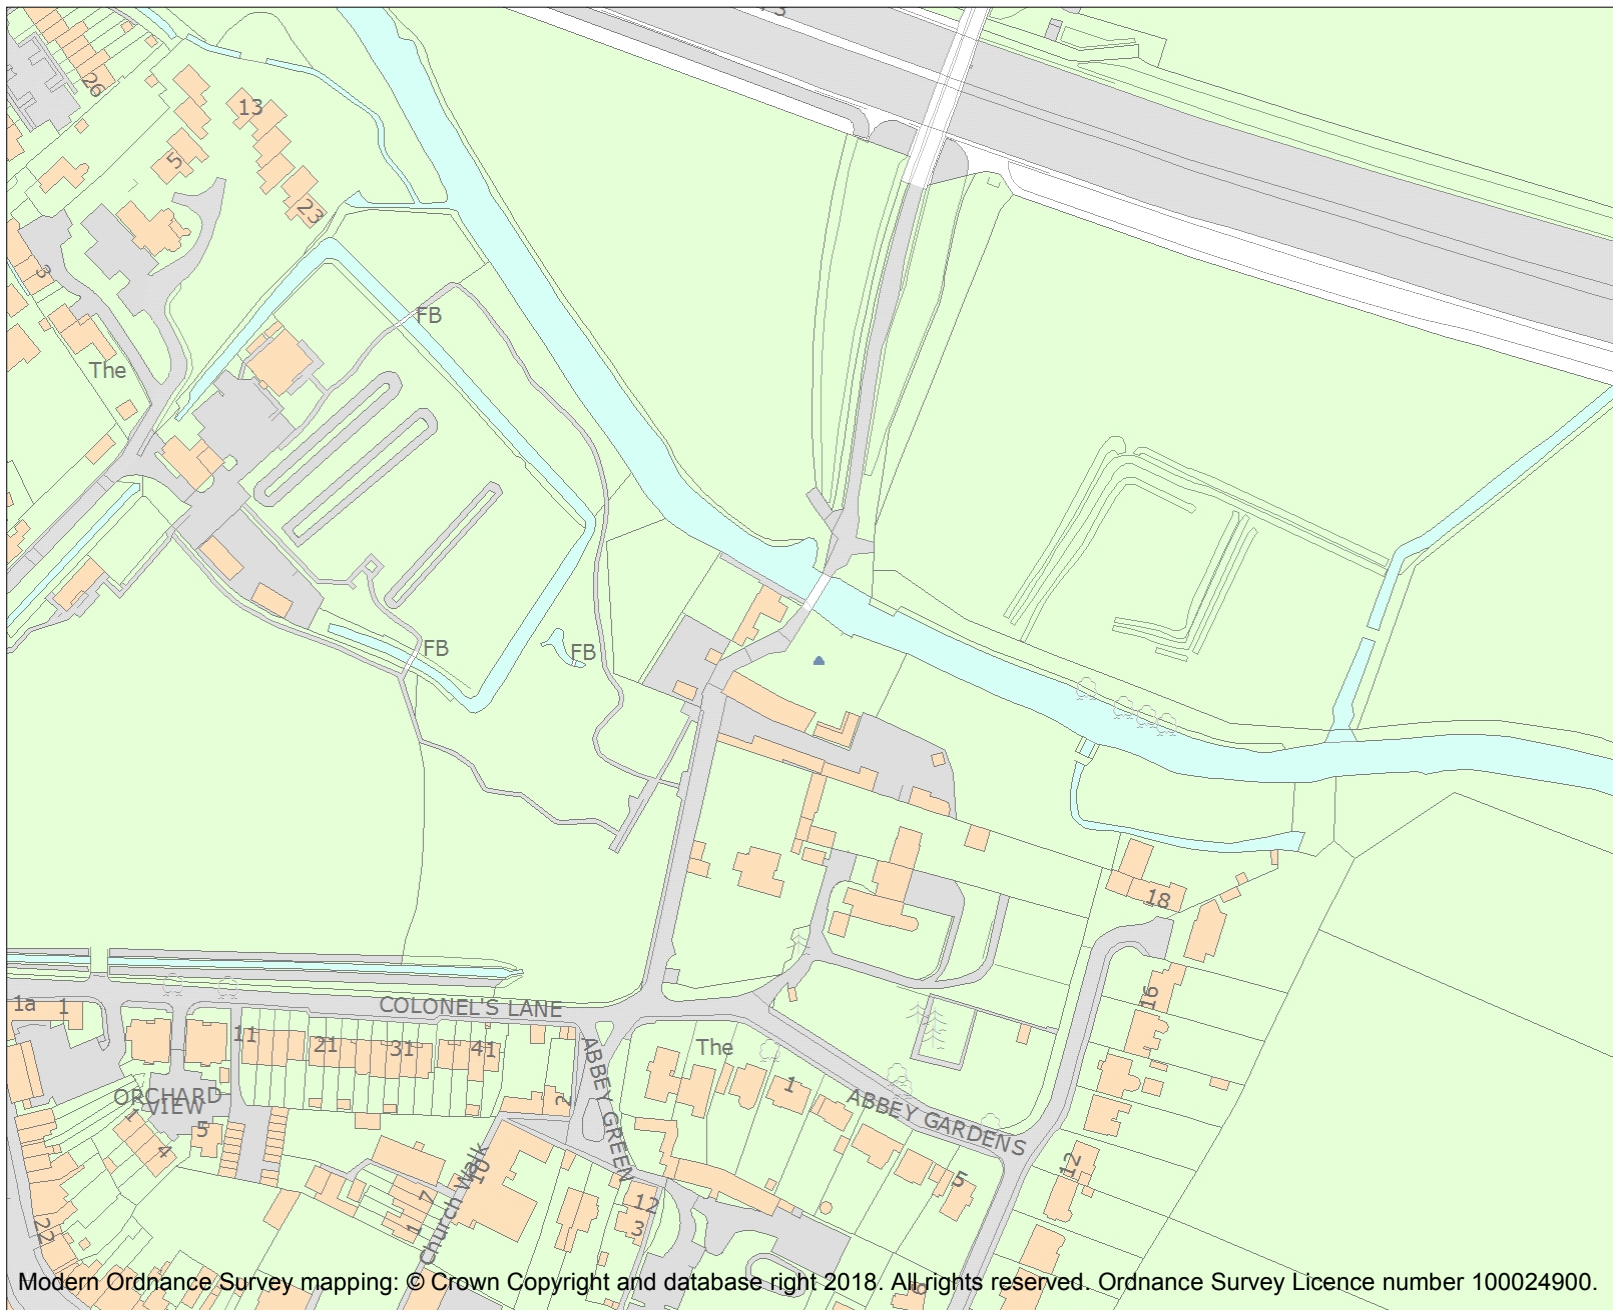 26
13
5
23
3
FB
The
FB
FB
18
COLONEL'S LANE
1a
1
11
21
31
41
16
The
ABBEY GREEN
1
ABBEY GARDENS
ORCHARD
VIEW
1
5
4
2
12
5
10
7
1
Church Walk
12
3
22
Modern Ordnance Survey mapping: © Crown Copyright and database right 2018. All rights reserved. Ordnance Survey Licence number 100024900.